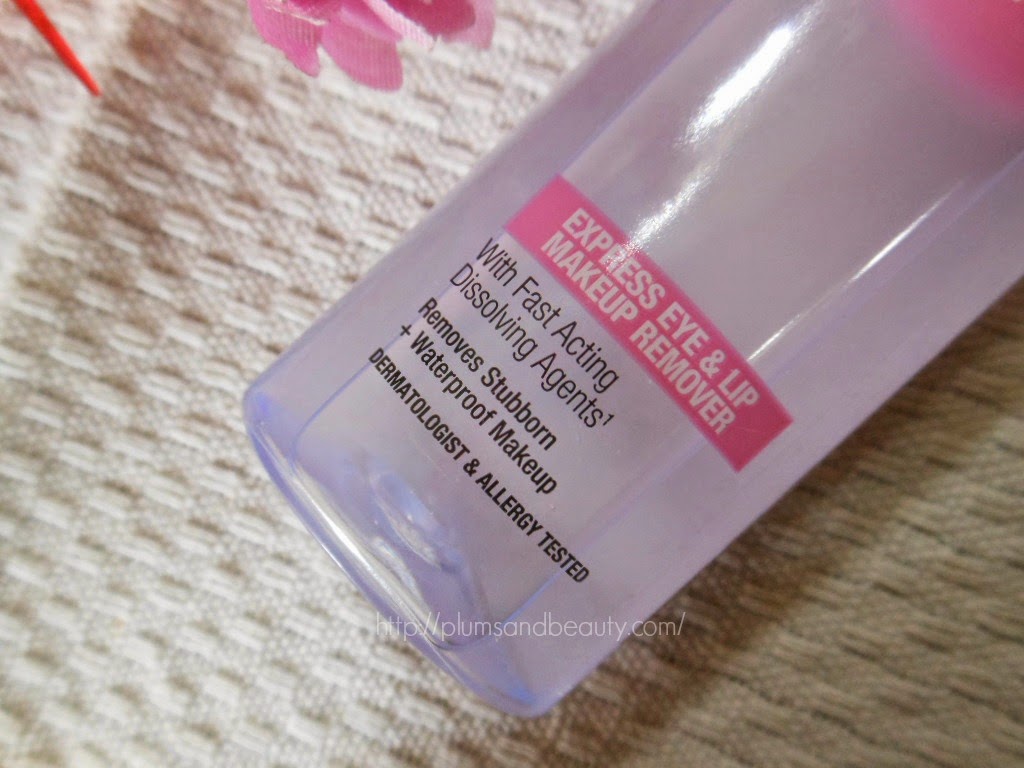 EXPRESS EYE & LIP
MAKEUP REMOVER
With Fast Acting
Dissolving Agents¹
Removes Stubborn
+ Waterproof Makeup
DERMATOLOGIST & ALLERGY TESTED
http://plumsandbeauty.com/